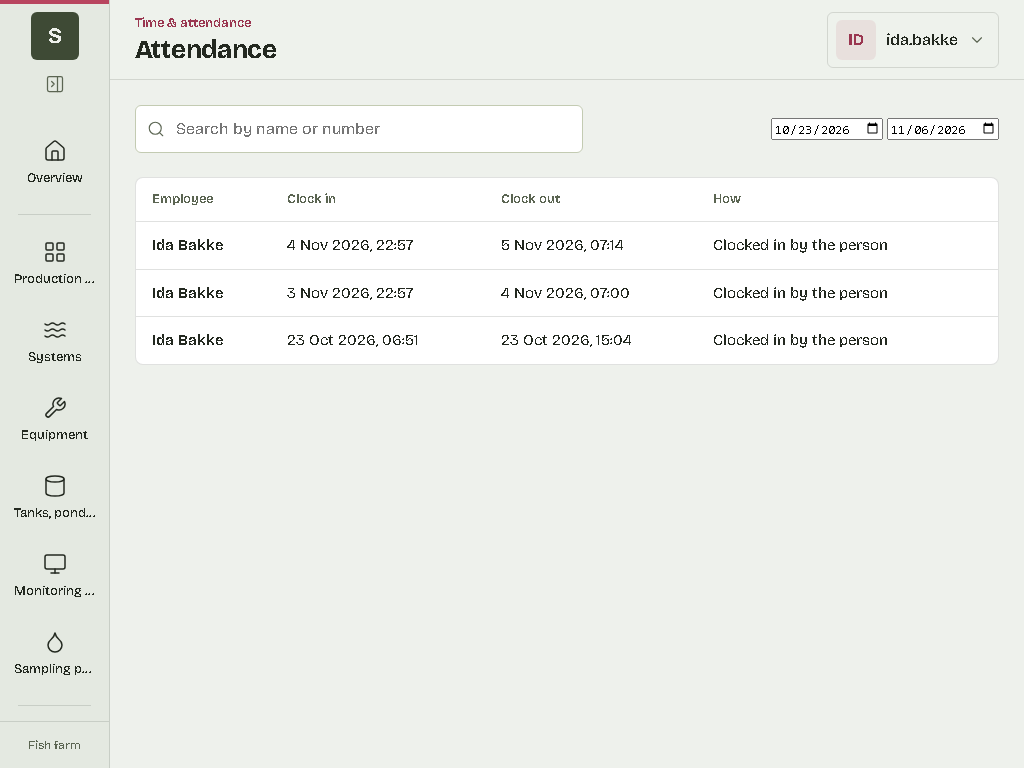 S
Overview
Production ...
Systems
Equipment
Tanks, pond...
Monitoring ...
Sampling p...
Fish farm
Time & attendance
Attendance
ID ida.bakke
Search by name or number
10/23/2026 11/06/2026
Employee Clock in Clock out How
Ida Bakke 4 Nov 2026, 22:57 5 Nov 2026, 07:14 Clocked in by the person
Ida Bakke 3 Nov 2026, 22:57 4 Nov 2026, 07:00 Clocked in by the person
Ida Bakke 23 Oct 2026, 06:51 23 Oct 2026, 15:04 Clocked in by the person